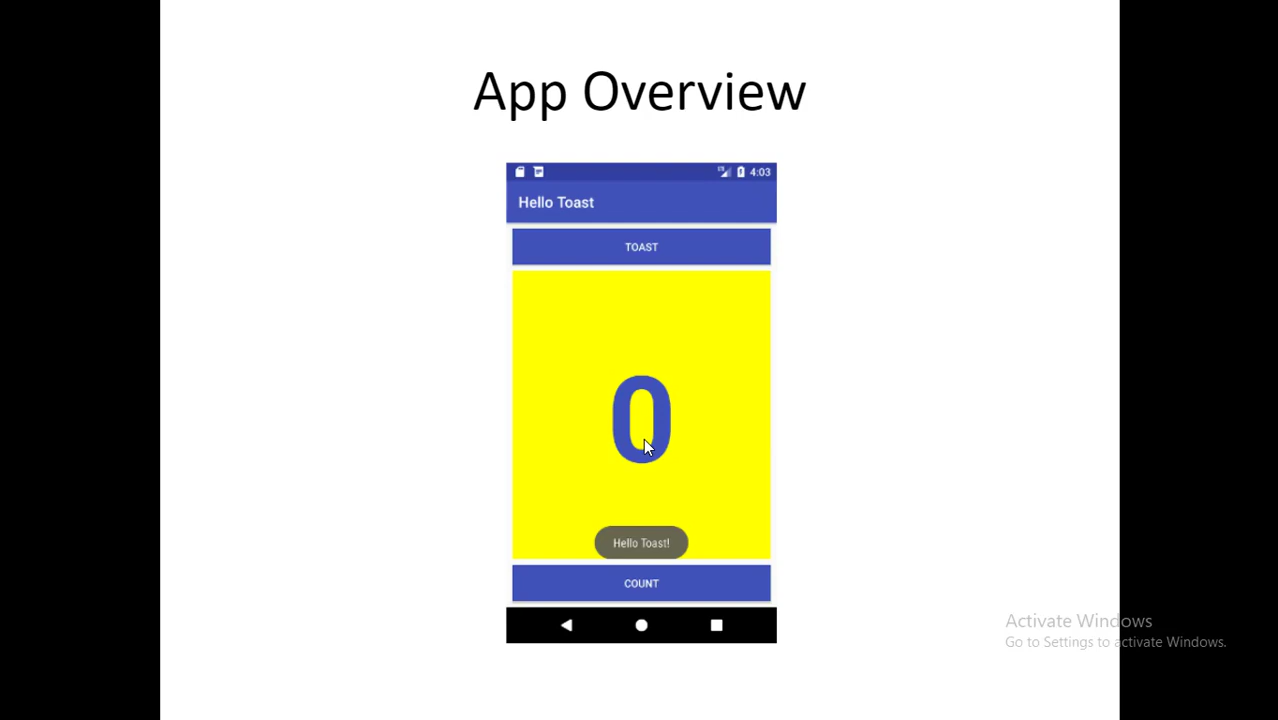 App Overview
4:03
Hello Toast
TOAST
0
Hello Toast!
COUNT
Activate Windows
Go to Settings to activate Windows.